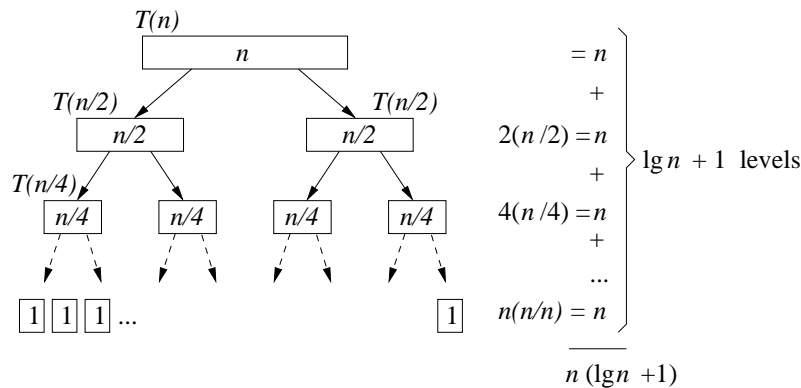 T(n)
n = n
+
T(n/2) T(n/2)
n/2 n/2 2(n/2) = n
lg n + 1 levels
+
T(n/4)
n/4 n/4 n/4 n/4 4(n/4) = n
+
...
1 1 1 ... 1 n(n/n) = n
n (lg n +1)